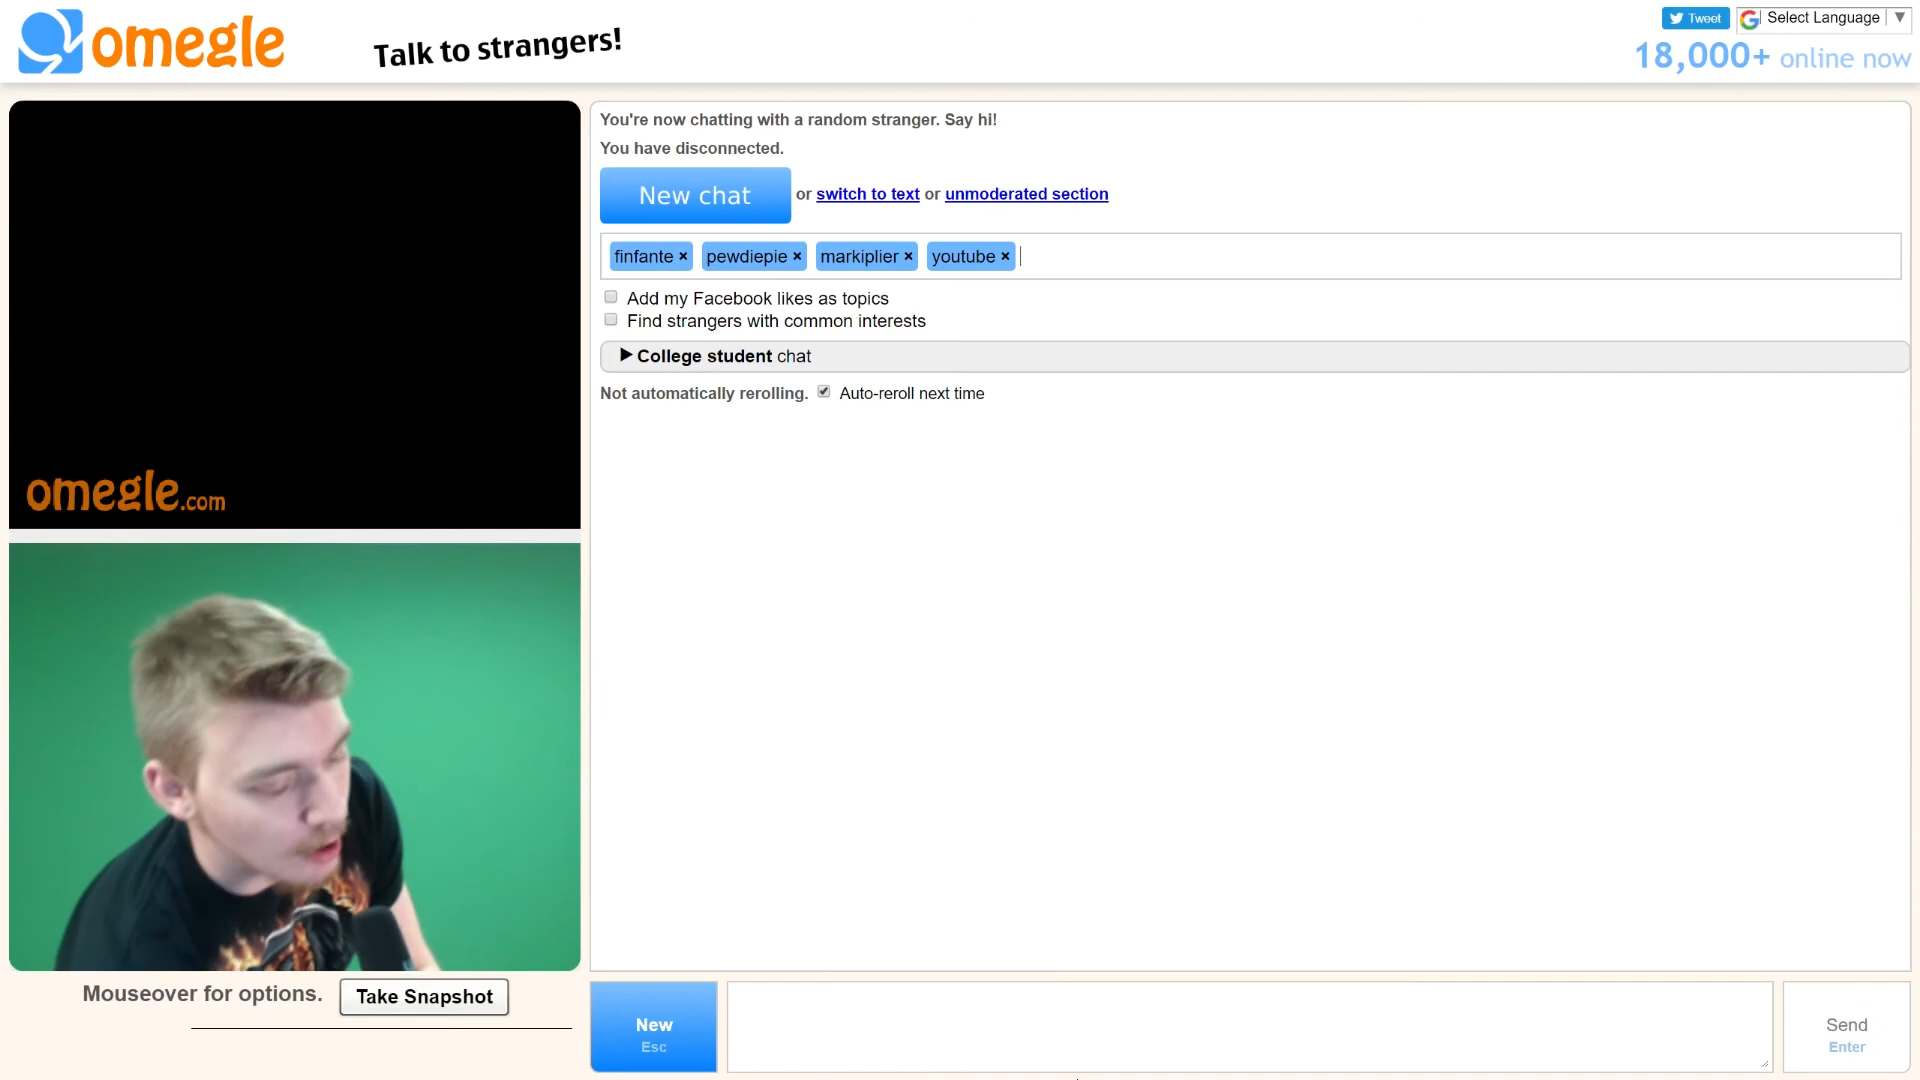 omegle
Talk to strangers!
Tweet
Select Language ▼
18,000+ online now
You're now chatting with a random stranger. Say hi!
You have disconnected.
New chat or switch to text or unmoderated section
finfante × pewdiepie × markiplier × youtube ×
Add my Facebook likes as topics
Find strangers with common interests
▶ College student chat
Not automatically rerolling. Auto-reroll next time
omegle.com
Mouseover for options.
Take Snapshot
New
Esc
Send
Enter